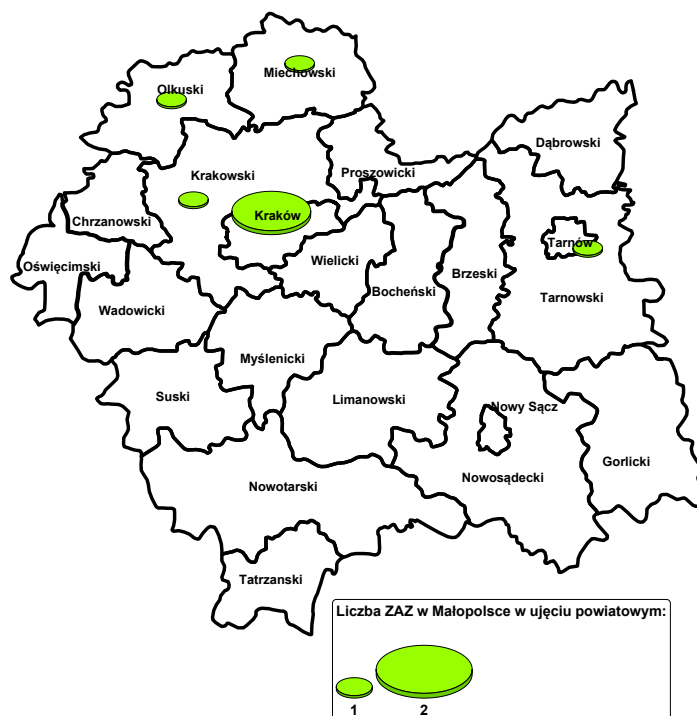 Miechowski
Olkuski
Dąbrowski
Krakowski
Proszowicki
Chrzanowski
Kraków
Tarnów
Oświęcimski
Wielicki
Brzeski
Bocheński
Tarnowski
Wadowicki
Myślenicki
Suski
Limanowski
Nowy Sącz
Gorlicki
Nowosądecki
Nowotarski
Tatrzanski
Liczba ZAZ w Małopolsce w ujęciu powiatowym:
1 2